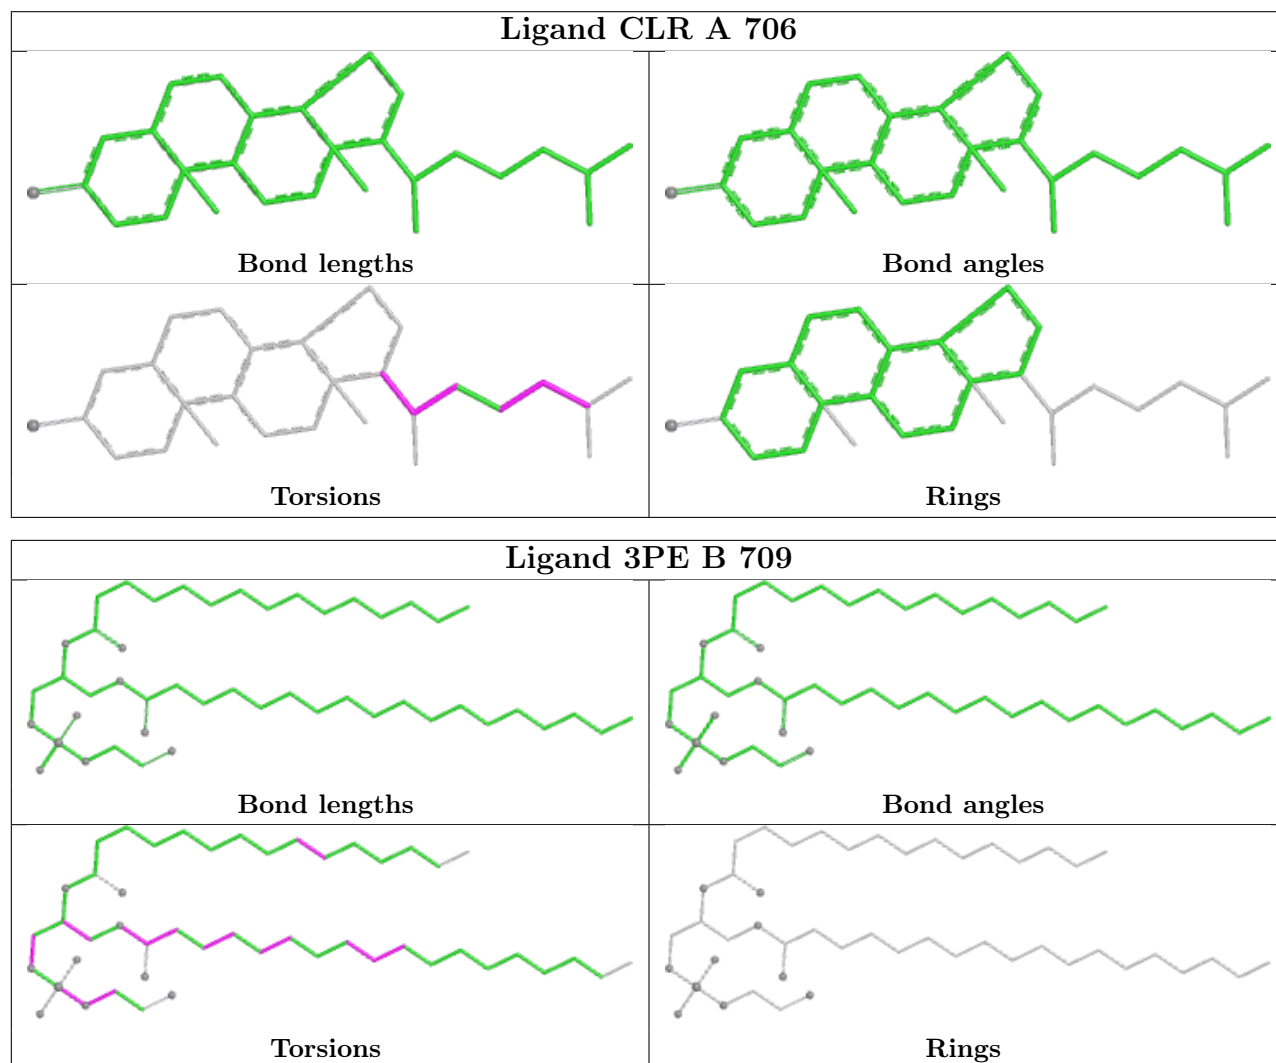 Ligand CLR A 706
Bond lengths
Bond angles
Torsions
Rings
Ligand 3PE B 709
Bond lengths
Bond angles
Torsions
Rings